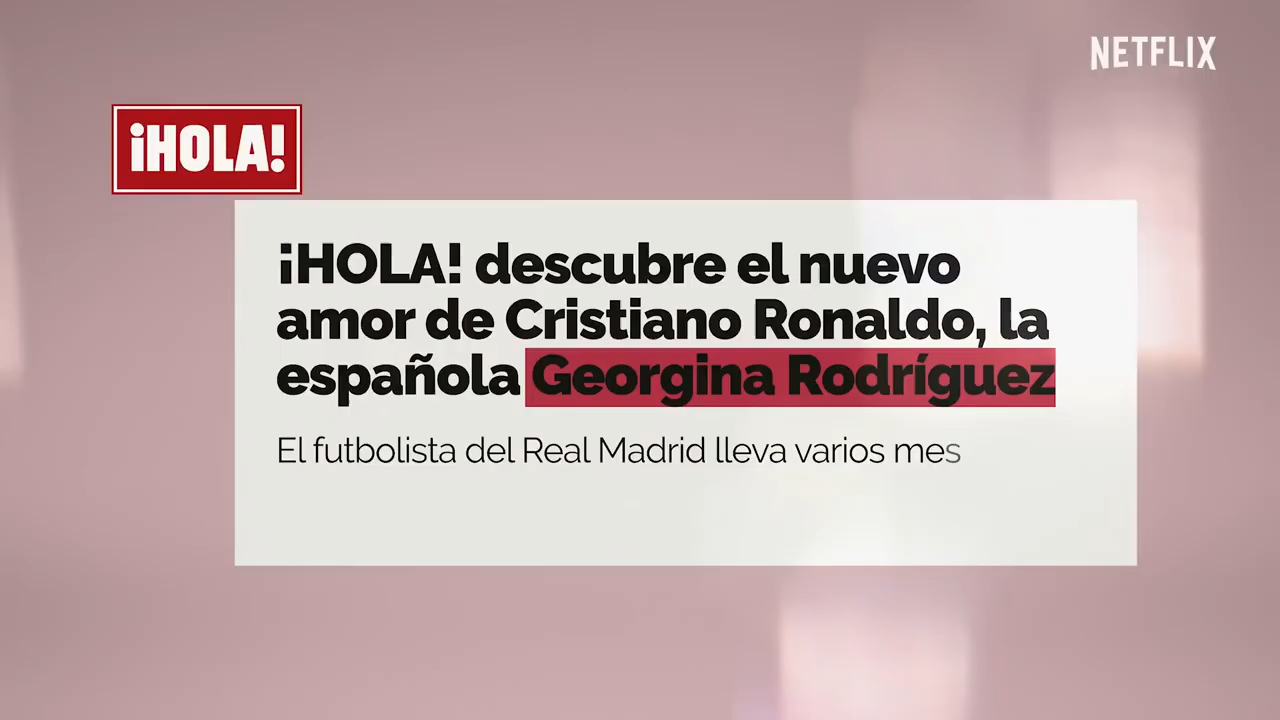 NETFLIX
¡HOLA!
¡HOLA! descubre el nuevo
amor de Cristiano Ronaldo, la
española Georgina Rodríguez
El futbolista del Real Madrid lleva varios mes